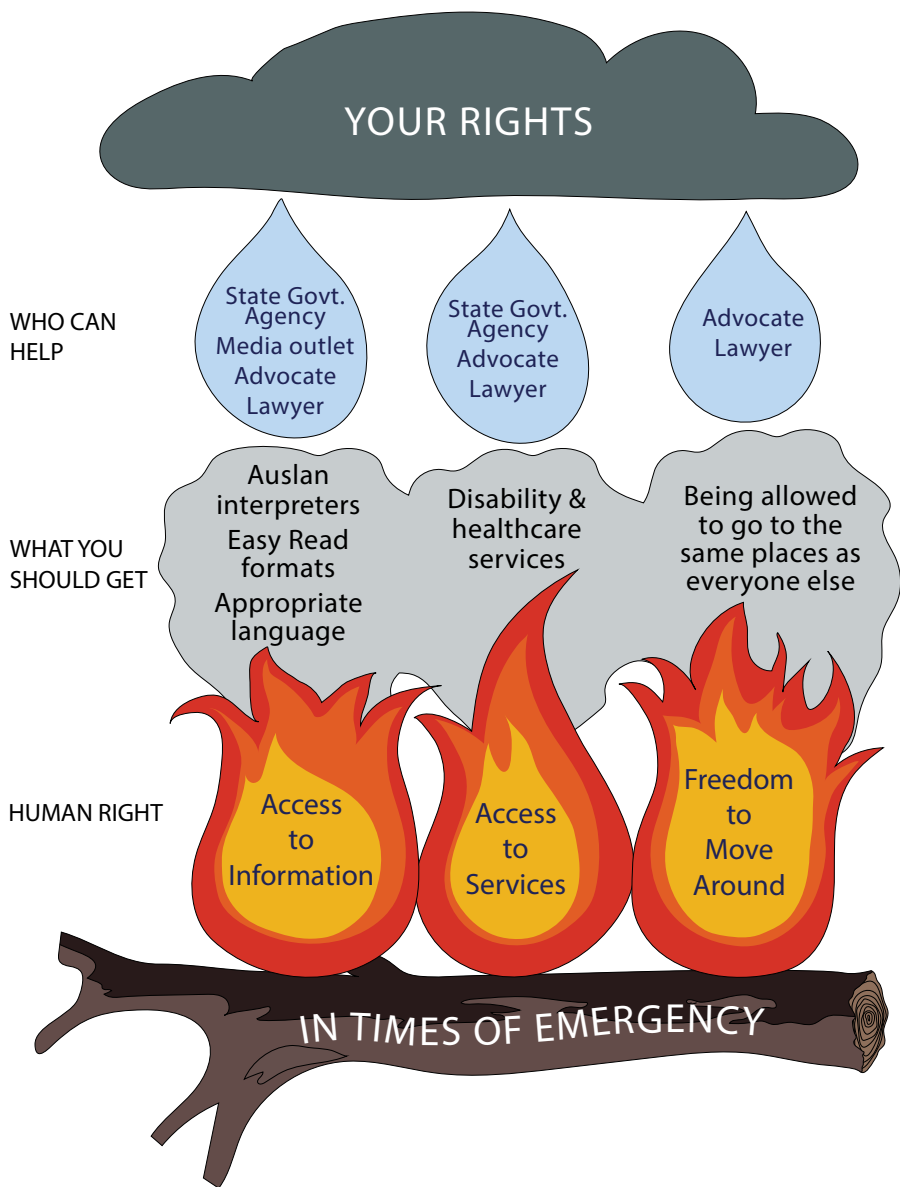 YOUR RIGHTS
WHO CAN
HELP
State Govt.
Agency
Media outlet
Advocate
Lawyer
State Govt.
Agency
Advocate
Lawyer
Advocate
Lawyer
WHAT YOU
SHOULD GET
Auslan
interpreters
Easy Read
formats
Appropriate
language
Disability &
healthcare
services
Being allowed
to go to the
same places as
everyone else
HUMAN RIGHT
Access
to
Information
Access
to
Services
Freedom
to
Move
Around
IN TIMES OF EMERGENCY